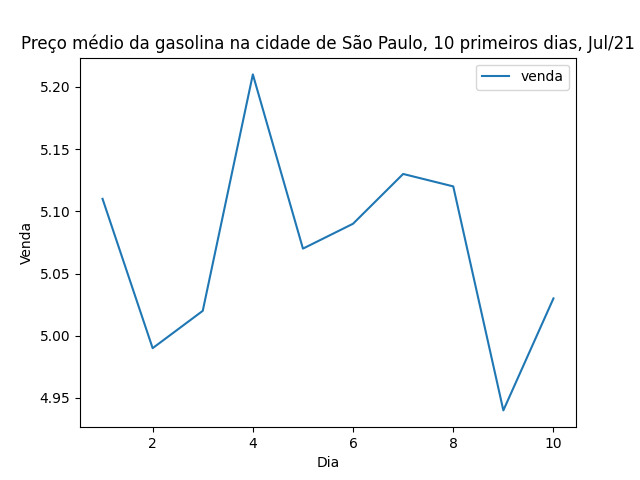 Preço médio da gasolina na cidade de São Paulo, 10 primeiros dias, Jul/21
venda
5.20
5.15
5.10
5.05
5.00
4.95
Venda
2 4 6 8 10
Dia